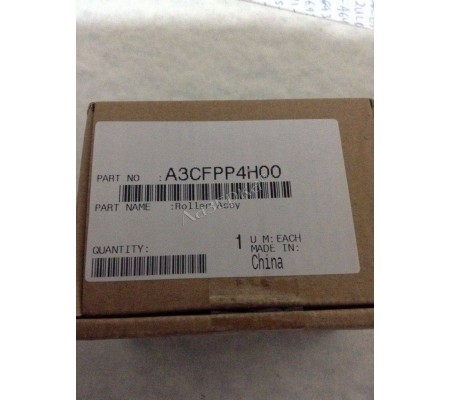 PART NO : A3CFPP4H00
PART NAME :Roller Assy
QUANTITY: 1 U M:EACH
MADE IN:
China